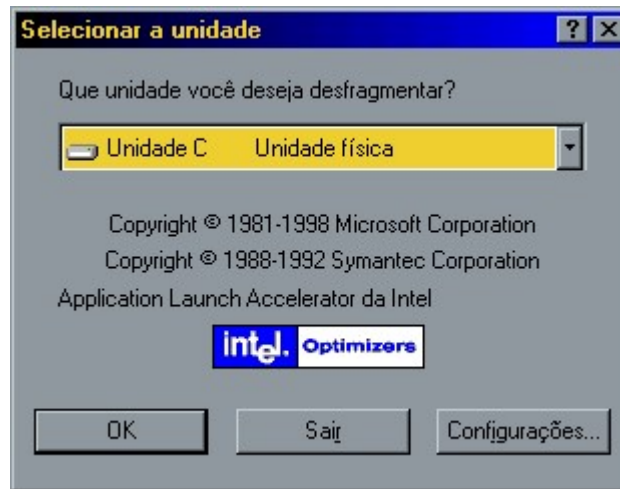 Selecionar a unidade
Que unidade você deseja desfragmentar?
Unidade C Unidade física
Copyright © 1981-1998 Microsoft Corporation
Copyright © 1988-1992 Symantec Corporation
Application Launch Accelerator da Intel
intel. Optimizers
OK Sair Configurações...